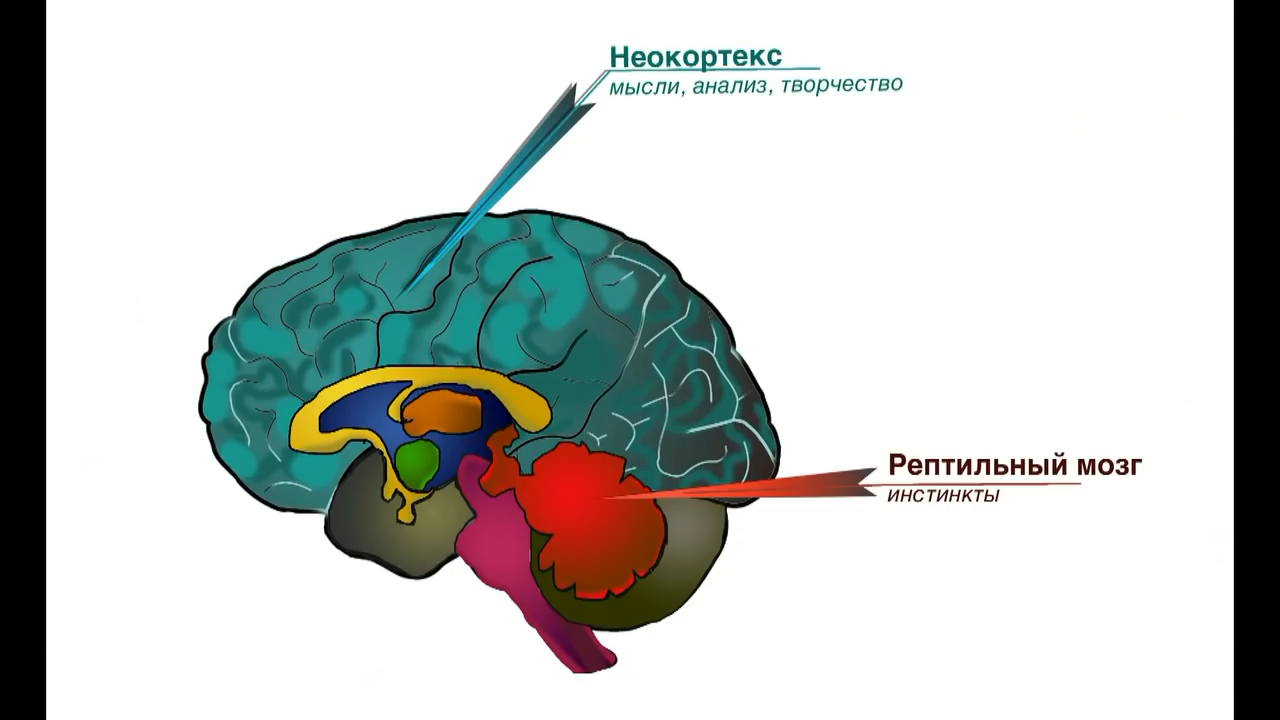 Неокортекс
мысли, анализ, творчество
Рептильный мозг
инстинкты